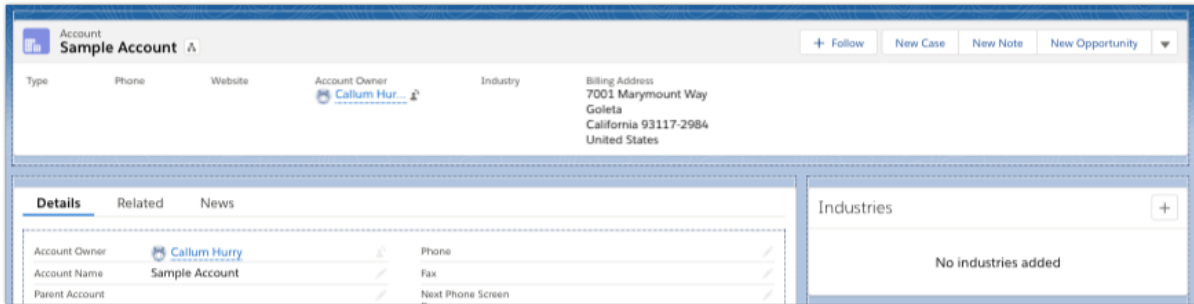 Account
Sample Account
+ Follow New Case New Note New Opportunity
Type Phone Website Account Owner Industry Billing Address
Callum Hur...
7001 Marymount Way
Goleta
California 93117-2984
United States
Details Related News
Account Owner Callum Hurry Phone
Account Name Sample Account Fax
Parent Account Next Phone Screen
Industries +
No industries added